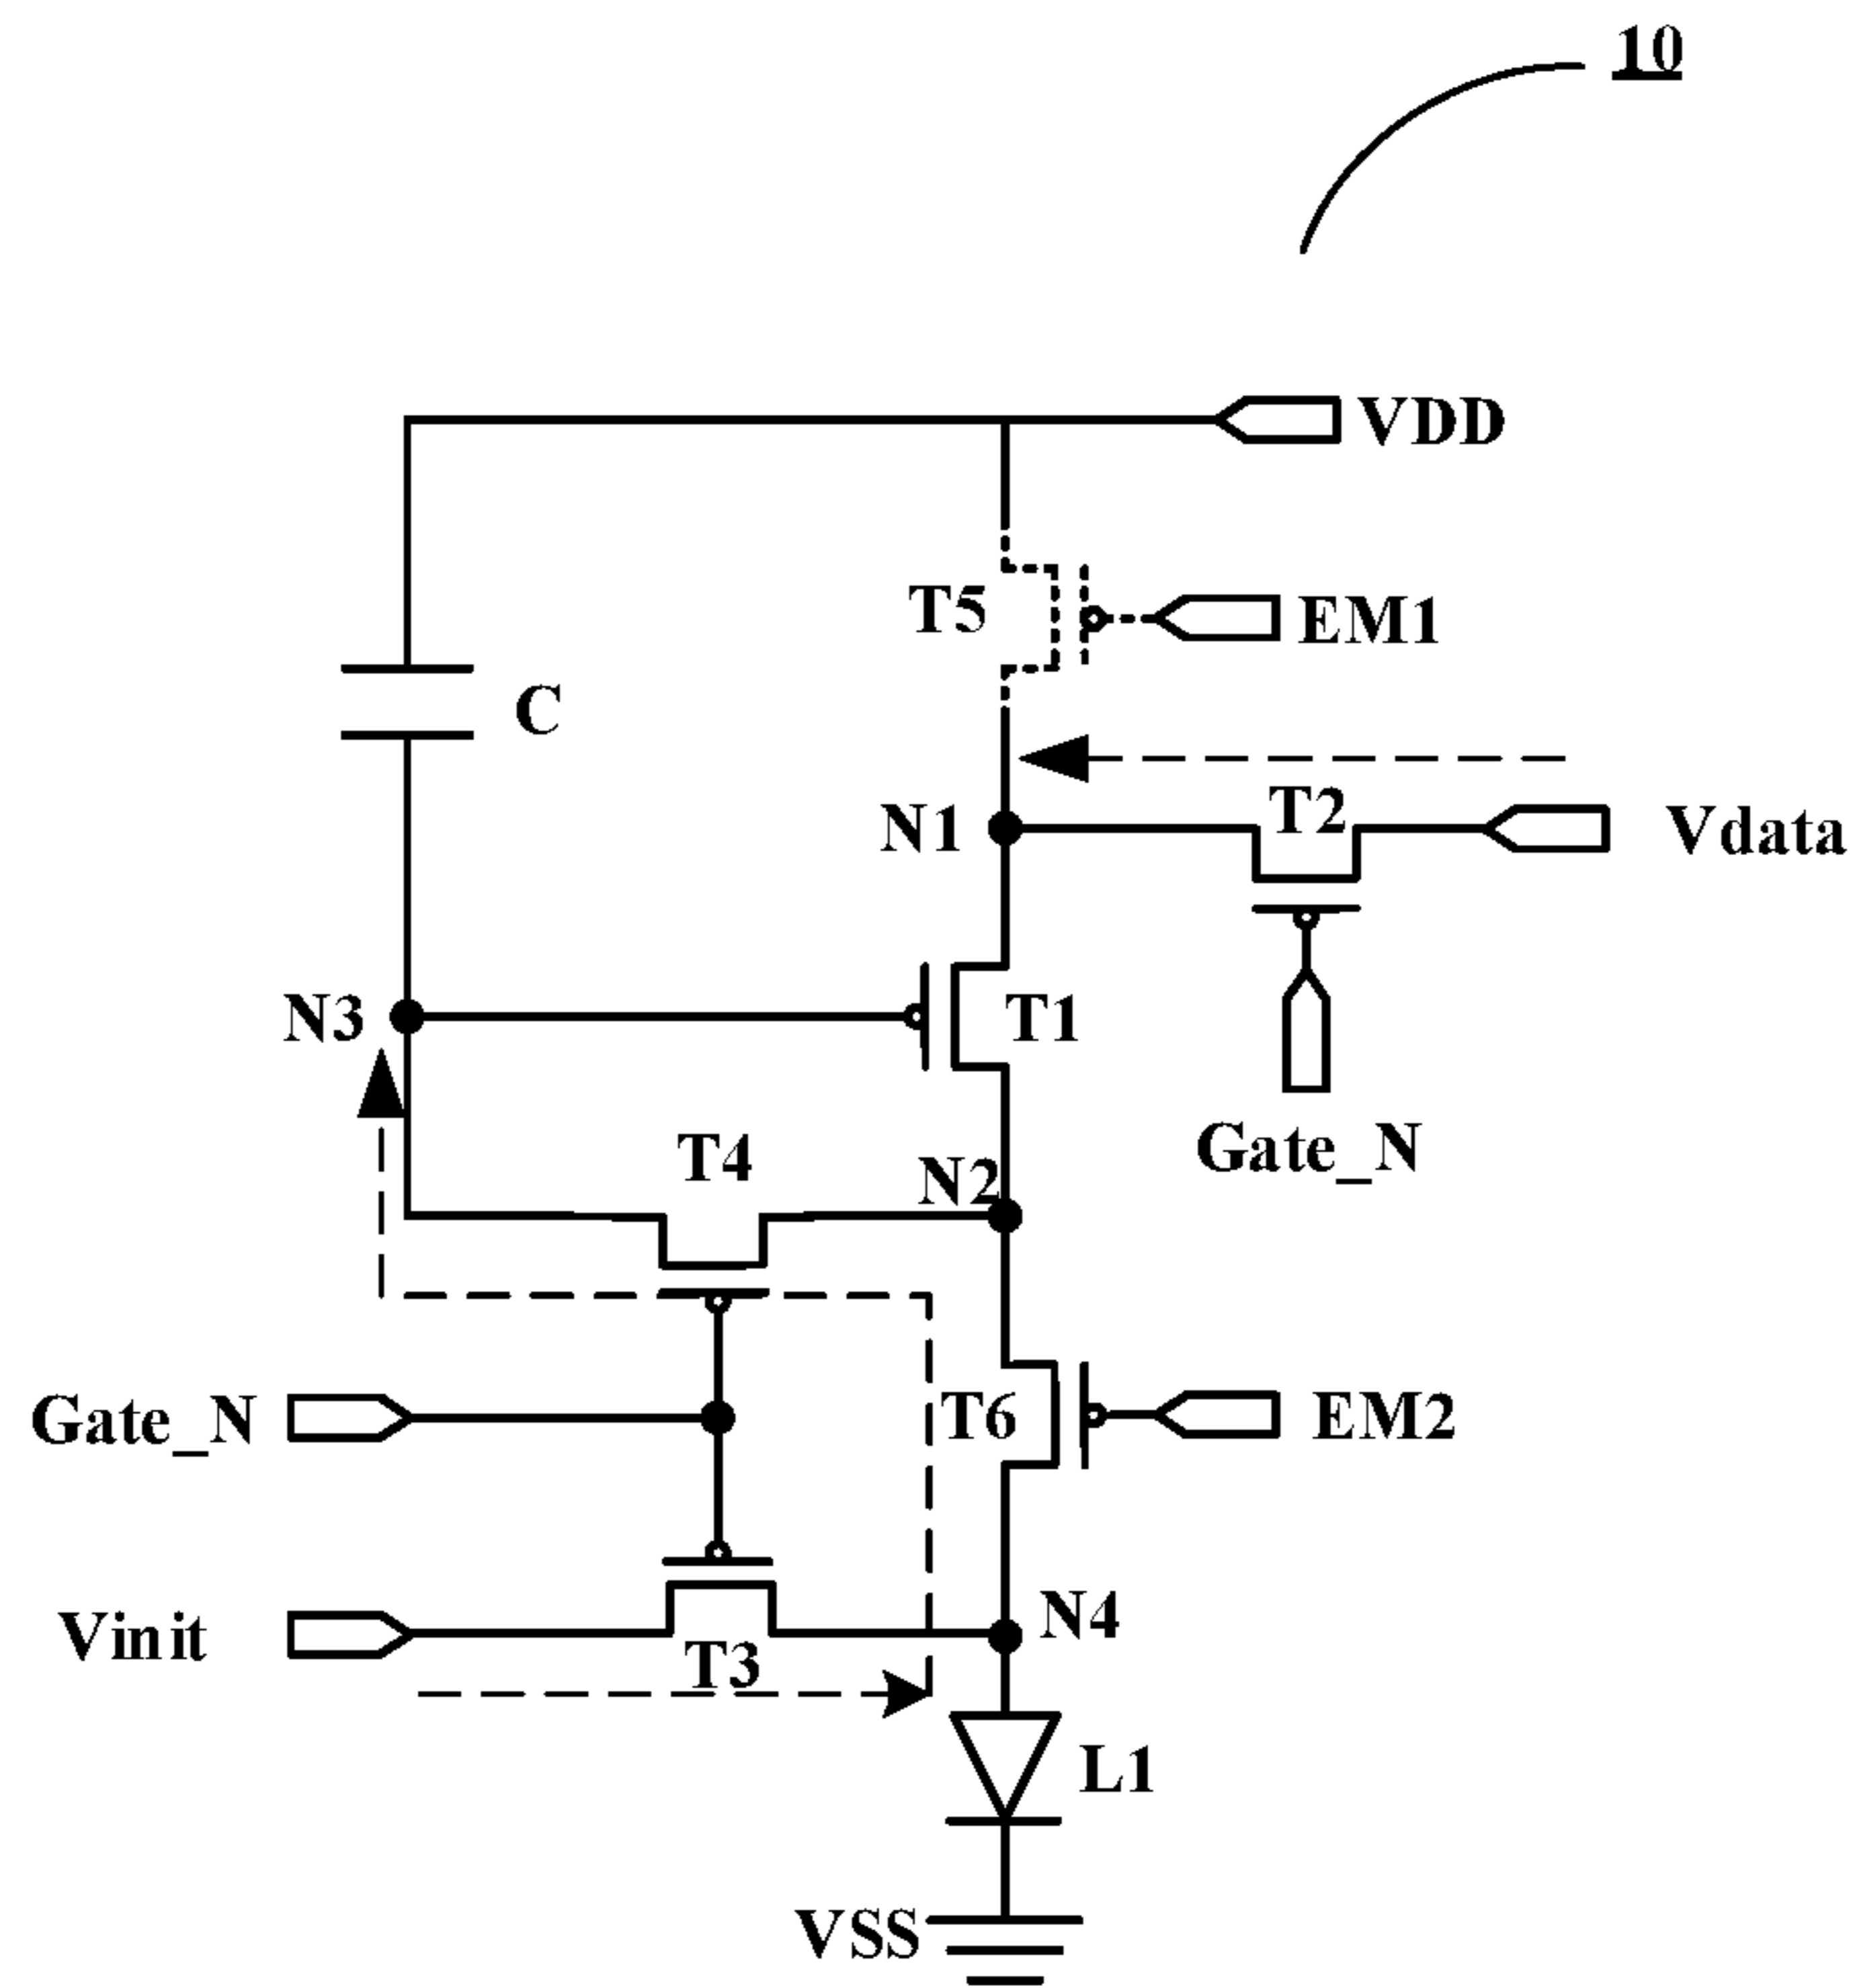 10
VDD
T5
EM1
C
N1
T2
Vdata
N3
T1
Gate_N
T4
N2
Gate_N
T6
EM2
Vinit
T3
N4
L1
VSS